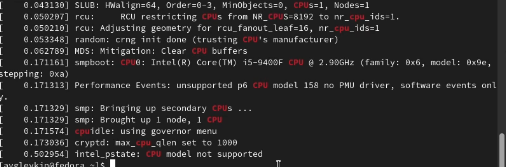 [    0.043130] SLUB: HWalign=64, Order=0-3, MinObjects=0, CPUs=1, Nodes=1
[    0.050207] rcu:     RCU restricting CPUs from NR_CPUS=8192 to nr_cpu_ids=1.
[    0.050207] rcu: Adjusting geometry for rcu_fanout_leaf=16, nr_cpu_ids=1
[    0.053348] random: crng init done (trusting CPU's manufacturer)
[    0.062789] MDS: Mitigation: Clear CPU buffers
[    0.171161] smpboot: CPU0: Intel(R) Core(TM) i5-9400F CPU @ 2.90GHz (family: 0x6, model: 0x9e,
stepping: 0xa)
[    0.171313] Performance Events: unsupported p6 CPU model 158 no PMU driver, software events onl
y.
[    0.171329] smp: Bringing up secondary CPUs ...
[    0.171329] smp: Brought up 1 node, 1 CPU
[    0.171574] cpuidle: using governor menu
[    0.173036] cryptd: max_cpu_qlen set to 1000
[    0.502954] intel_pstate: CPU model not supported